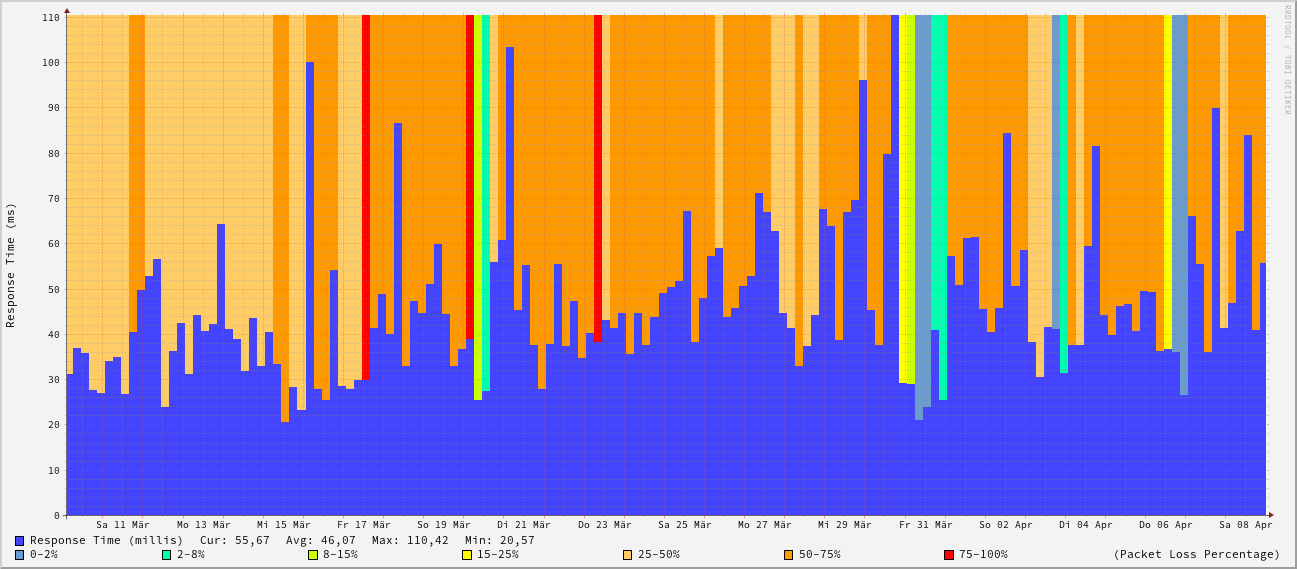 RRDTOOL / TOBI OETIKER
Response Time (ms)
110
100
90
80
70
60
50
40
30
20
10
0
Sa 11 Mär Mo 13 Mär Mi 15 Mär Fr 17 Mär So 19 Mär Di 21 Mär Do 23 Mär Sa 25 Mär Mo 27 Mär Mi 29 Mär Fr 31 Mär So 02 Apr Di 04 Apr Do 06 Apr Sa 08 Apr
Response Time (millis) Cur: 55,67 Avg: 46,07 Max: 110,42 Min: 20,57
0-2% 2-8% 8-15% 15-25% 25-50% 50-75% 75-100% (Packet Loss Percentage)